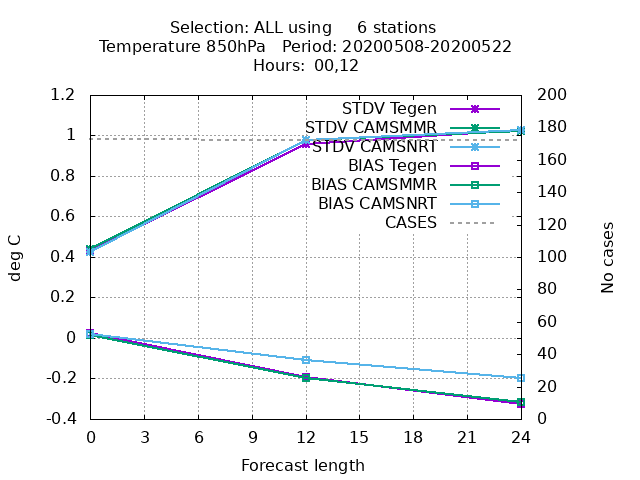 Selection: ALL using     6 stations
Temperature 850hPa   Period: 20200508-20200522
Hours: 00,12
STDV Tegen
STDV CAMSMMR
STDV CAMSNRT
BIAS Tegen
BIAS CAMSMMR
BIAS CAMSNRT
CASES
deg C
1.2
1
0.8
0.6
0.4
0.2
0
-0.2
-0.4
No cases
200
180
160
140
120
100
80
60
40
20
0
0 3 6 9 12 15 18 21 24
Forecast length